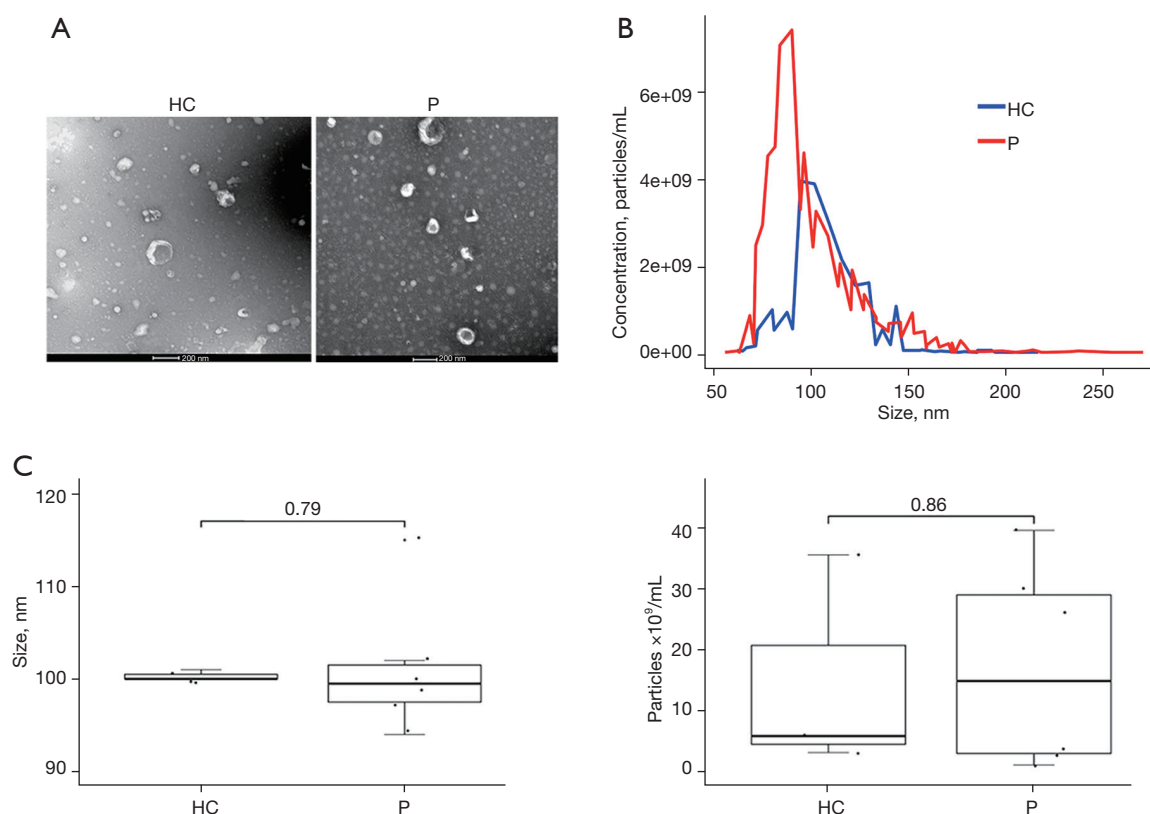 A
HC
P
200 nm
200 nm
B
Concentration, particles/mL
6e+09
4e+09
2e+09
0e+00
HC
P
50
100
150
200
250
Size, nm
C
Size, nm
120
110
100
90
0.79
HC
P
Particles ×10⁹/mL
40
30
20
10
0
0.86
HC
P